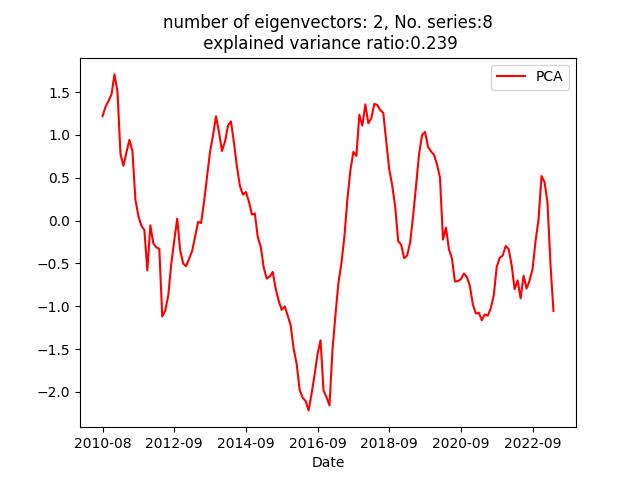 number of eigenvectors: 2, No. series:8
explained variance ratio:0.239
PCA
1.5
1.0
0.5
0.0
−0.5
−1.0
−1.5
−2.0
2010-08 2012-09 2014-09 2016-09 2018-09 2020-09 2022-09
Date